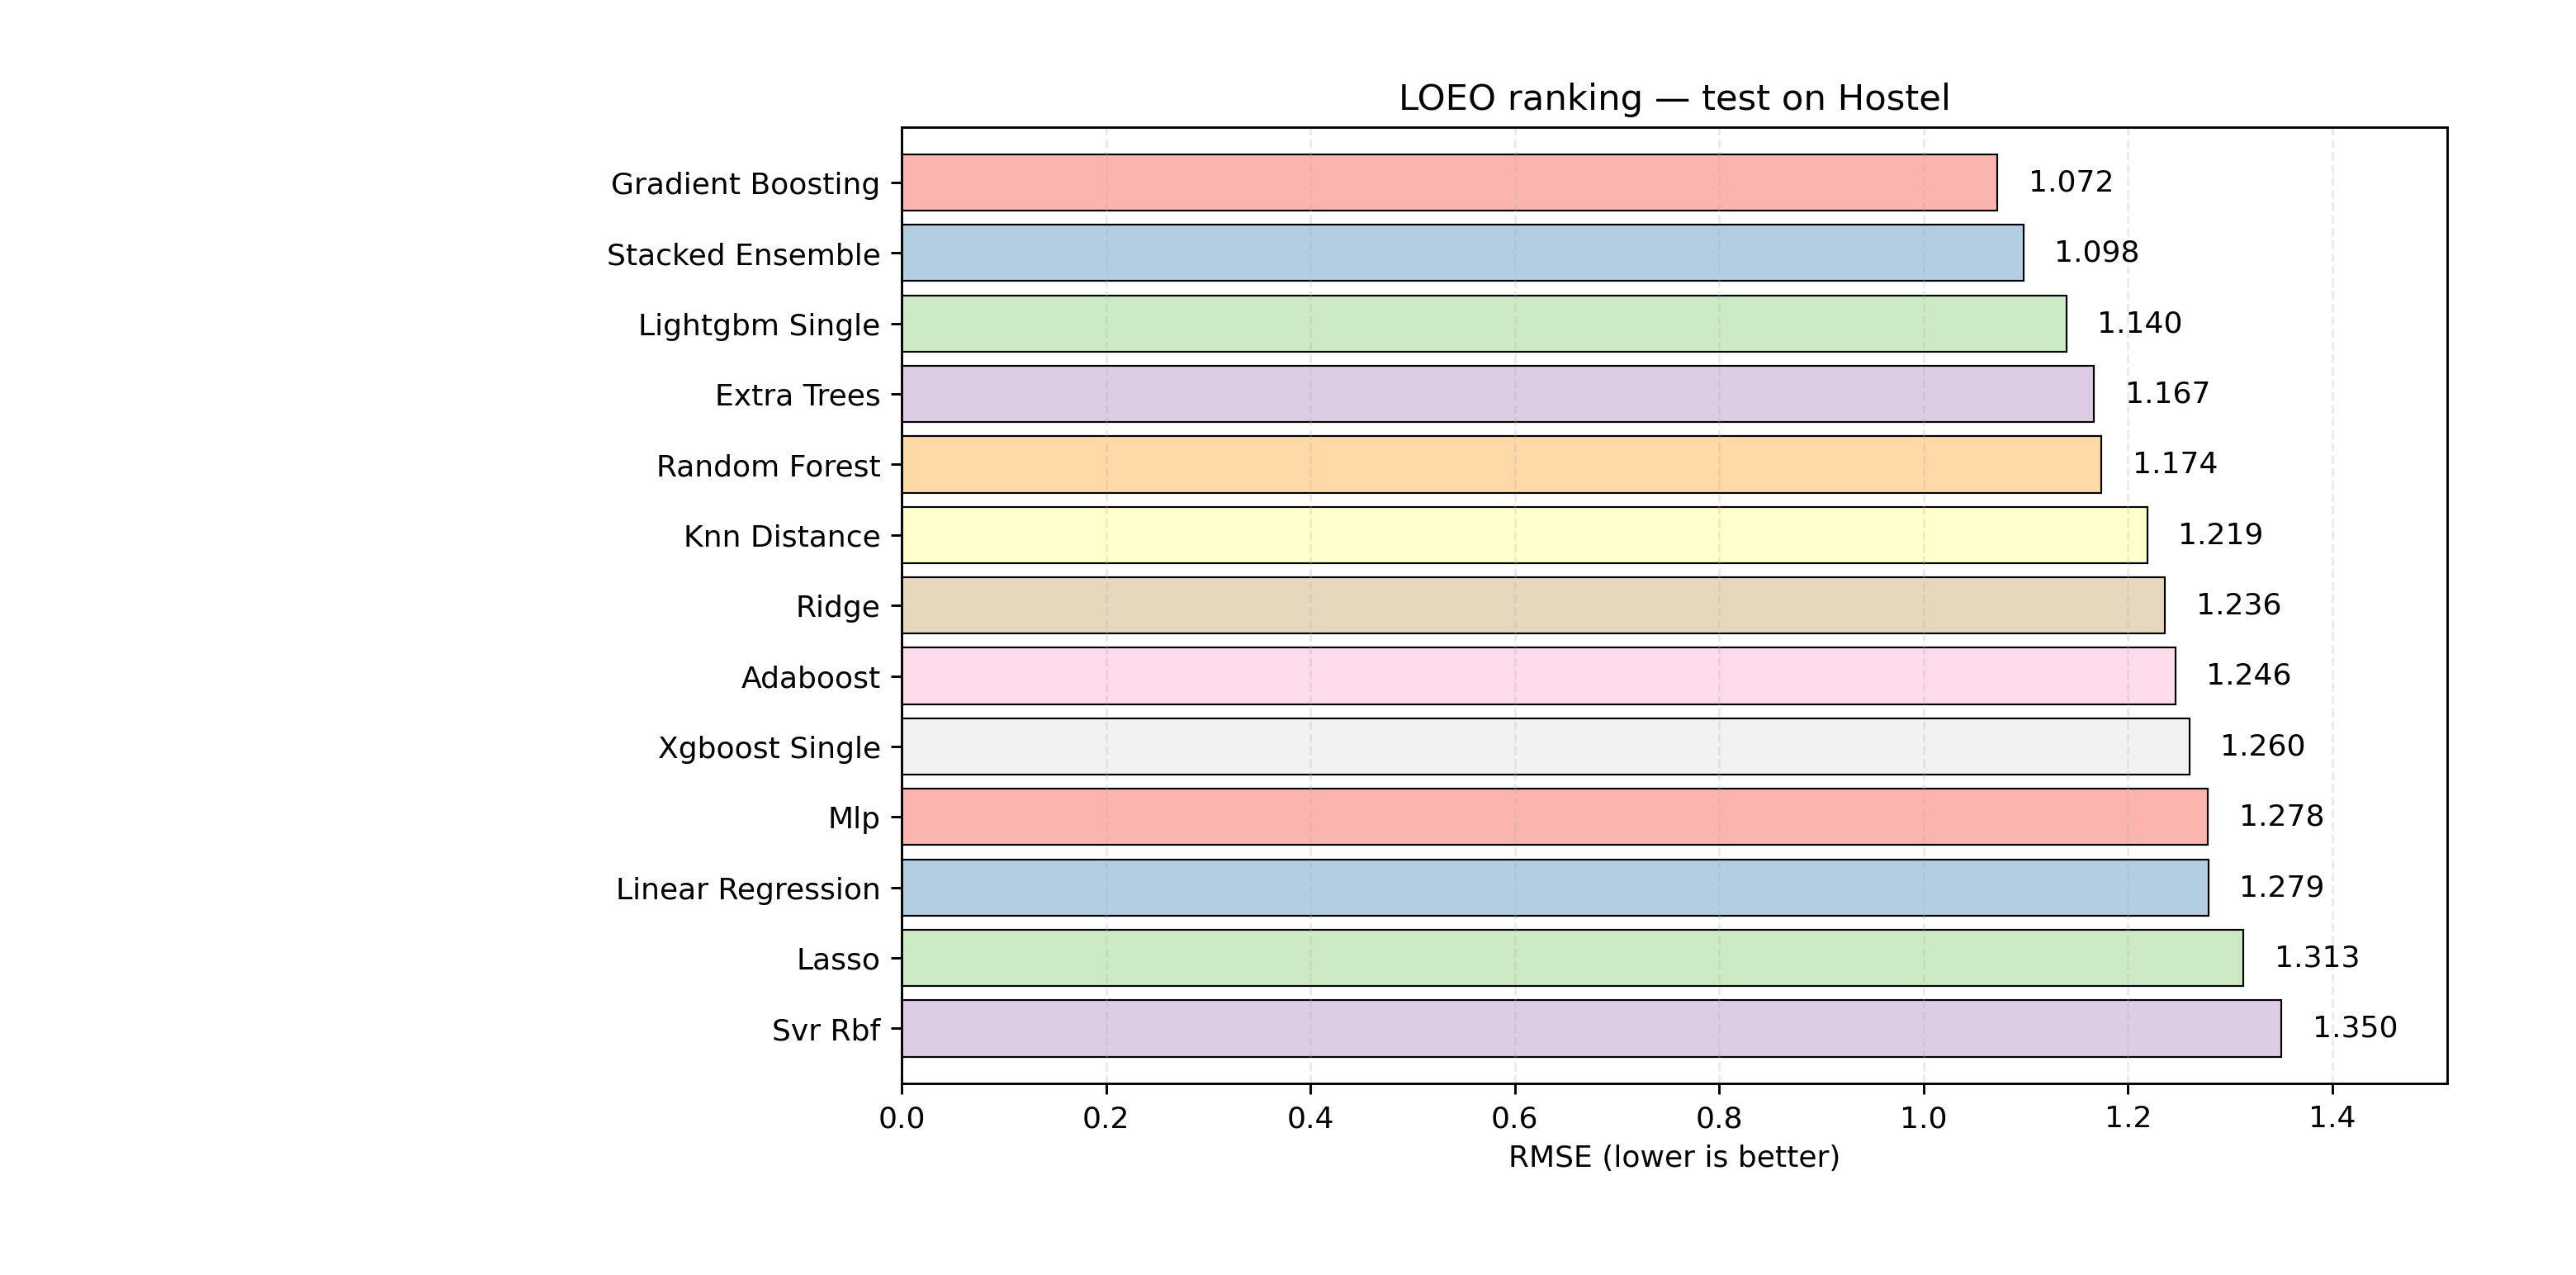 LOEO ranking — test on Hostel
Gradient Boosting 1.072
Stacked Ensemble 1.098
Lightgbm Single 1.140
Extra Trees 1.167
Random Forest 1.174
Knn Distance 1.219
Ridge 1.236
Adaboost 1.246
Xgboost Single 1.260
Mlp 1.278
Linear Regression 1.279
Lasso 1.313
Svr Rbf 1.350
0.0 0.2 0.4 0.6 0.8 1.0 1.2 1.4
RMSE (lower is better)